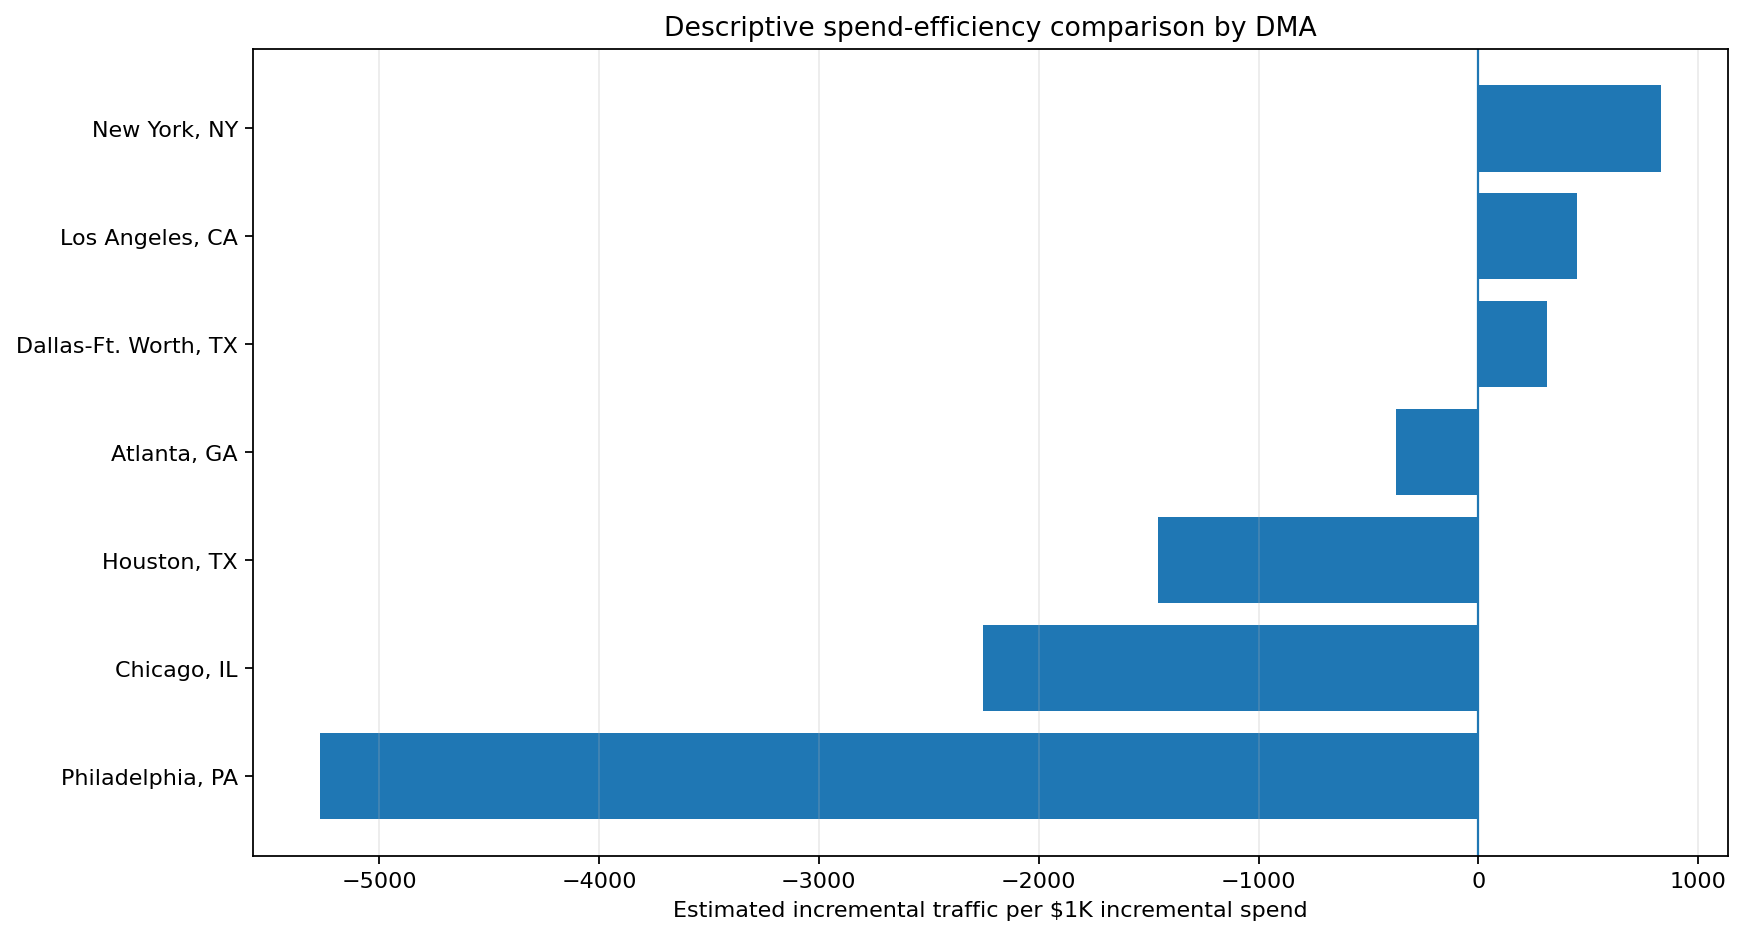 Descriptive spend-efficiency comparison by DMA
New York, NY
Los Angeles, CA
Dallas-Ft. Worth, TX
Atlanta, GA
Houston, TX
Chicago, IL
Philadelphia, PA
−5000 −4000 −3000 −2000 −1000 0 1000
Estimated incremental traffic per $1K incremental spend